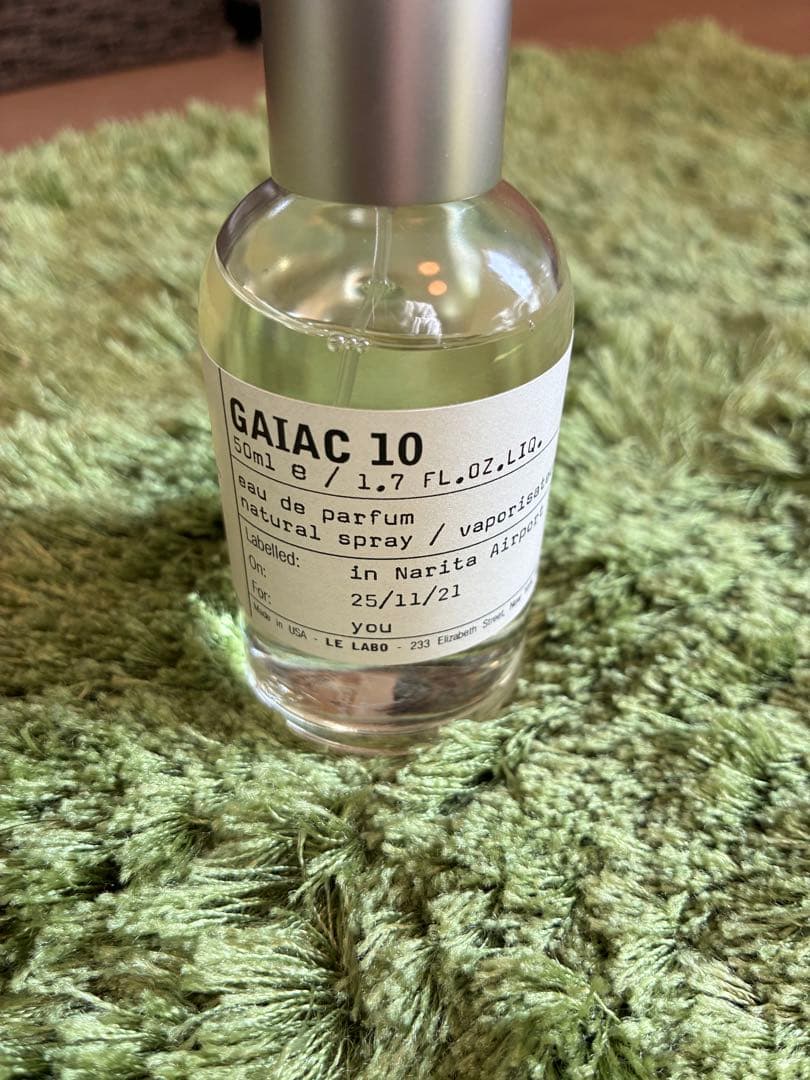 GAIAC 10
50ml e / 1.7 FL.OZ.LIQ.
eau de parfum
natural spray / vaporisate
Labelled: in Narita Airport
On: 25/11/21
For: you
Made in USA - LE LABO - 233 Elizabeth Street, New York